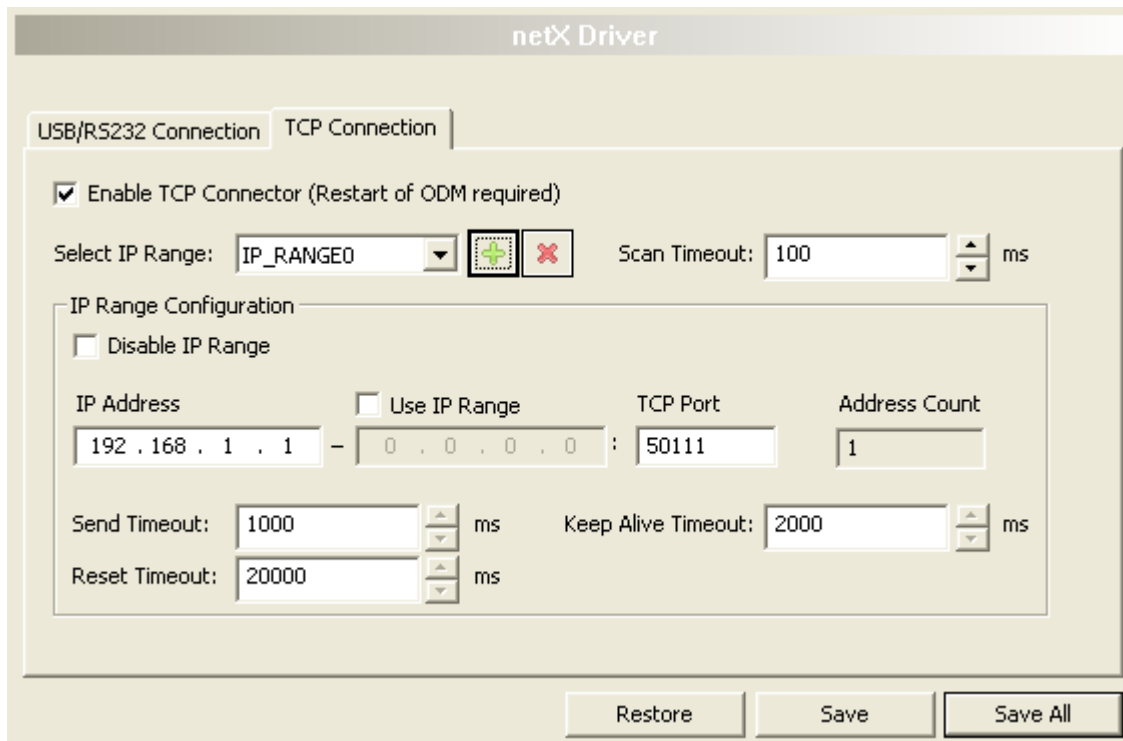 netX Driver
USB/RS232 Connection TCP Connection
Enable TCP Connector (Restart of ODM required)
Select IP Range: IP_RANGE0 Scan Timeout: 100 ms
IP Range Configuration
Disable IP Range
IP Address Use IP Range TCP Port Address Count
192 . 168 . 1 . 1 - 0 . 0 . 0 . 0 : 50111 1
Send Timeout: 1000 ms Keep Alive Timeout: 2000 ms
Reset Timeout: 20000 ms
Restore Save Save All